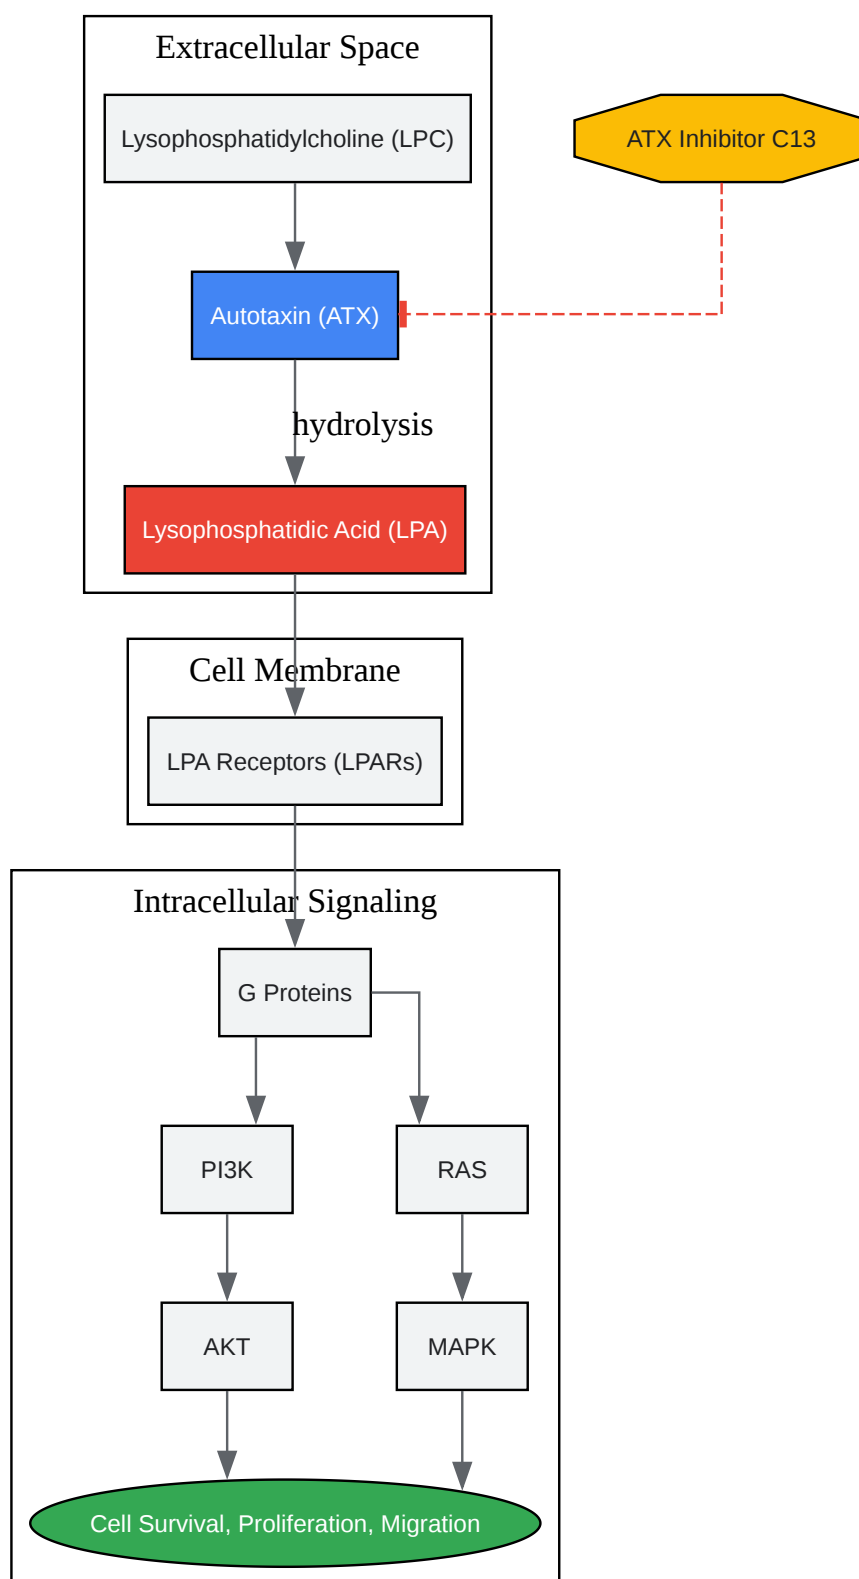 Extracellular Space
Lysophosphatidylcholine (LPC)
ATX Inhibitor C13
Autotaxin (ATX)
hydrolysis
Lysophosphatidic Acid (LPA)
Cell Membrane
LPA Receptors (LPARs)
Intracellular Signaling
G Proteins
PI3K
RAS
AKT
MAPK
Cell Survival, Proliferation, Migration